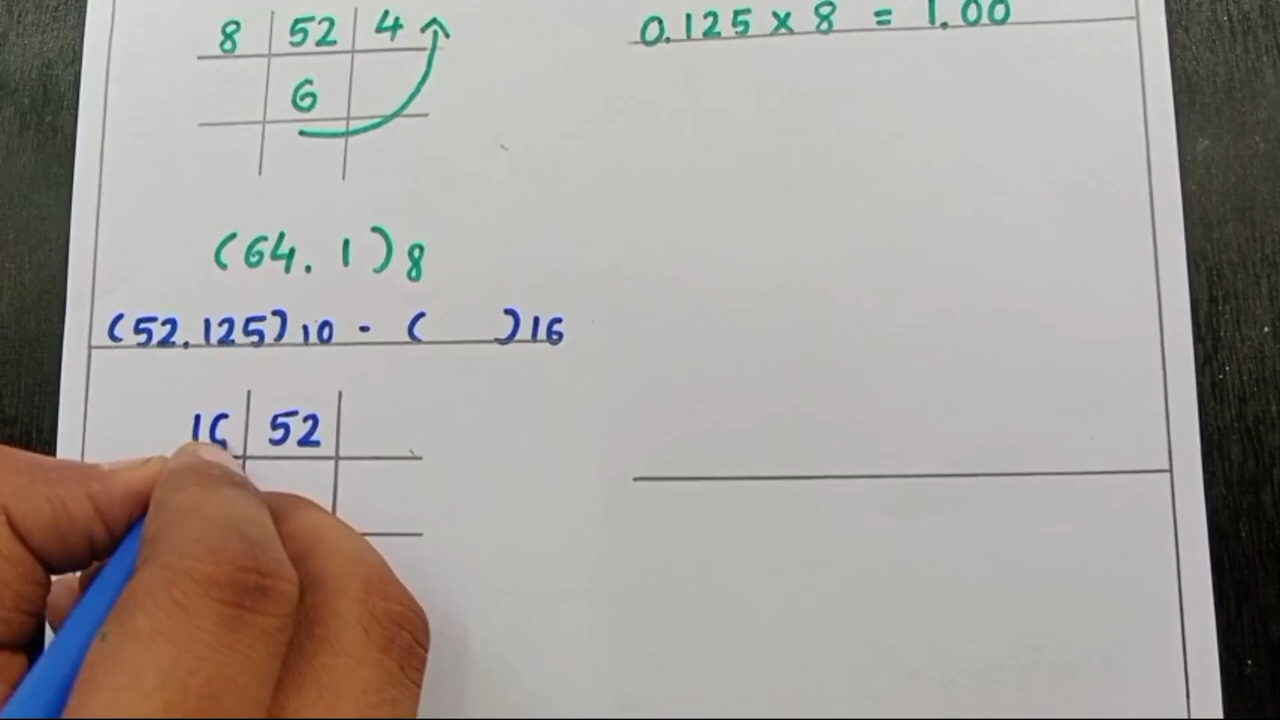 8 52 4
6
(64.1)8
(52.125)10 - ( )16
16 52
0.125 x 8 = 1.00